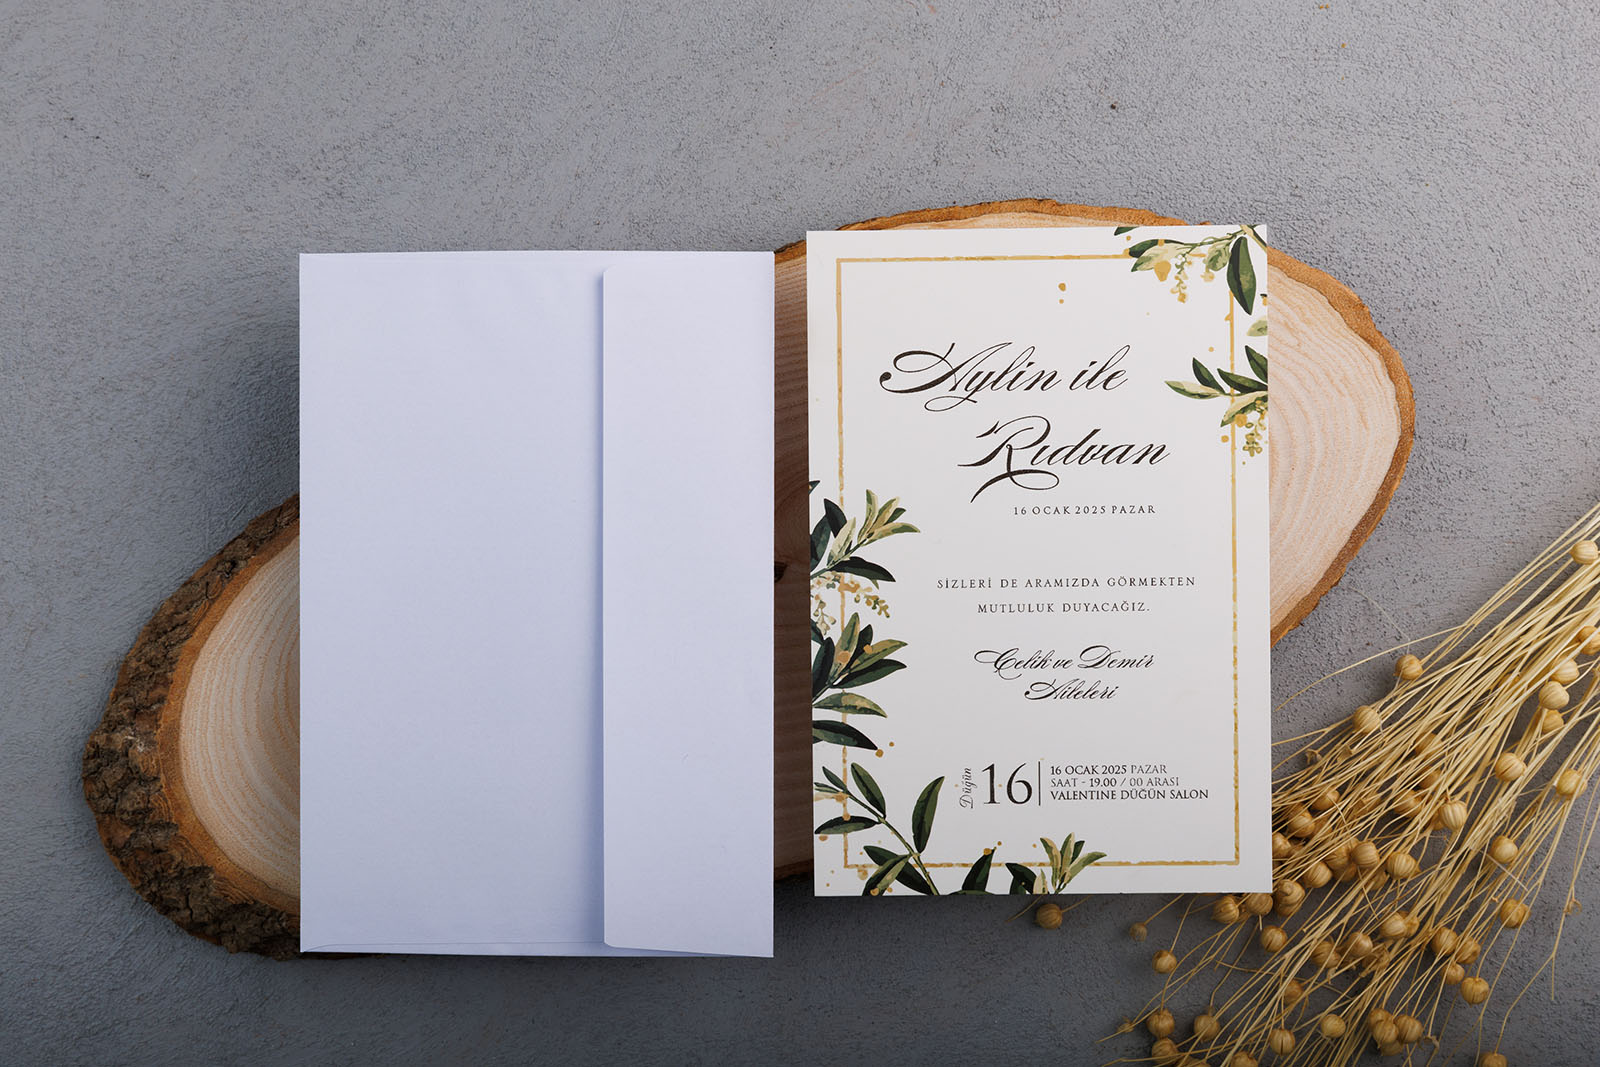 Aylin ile
Rıdvan
16 OCAK 2025 PAZAR
SİZLERİ DE ARAMIZDA GÖRMEKTEN
MUTLULUK DUYACAĞIZ.
Çelik ve Demir
Aileleri
Düğün
16
16 OCAK 2025 PAZAR
SAAT - 19.00 / 00 ARASI
VALENTINE DÜĞÜN SALON